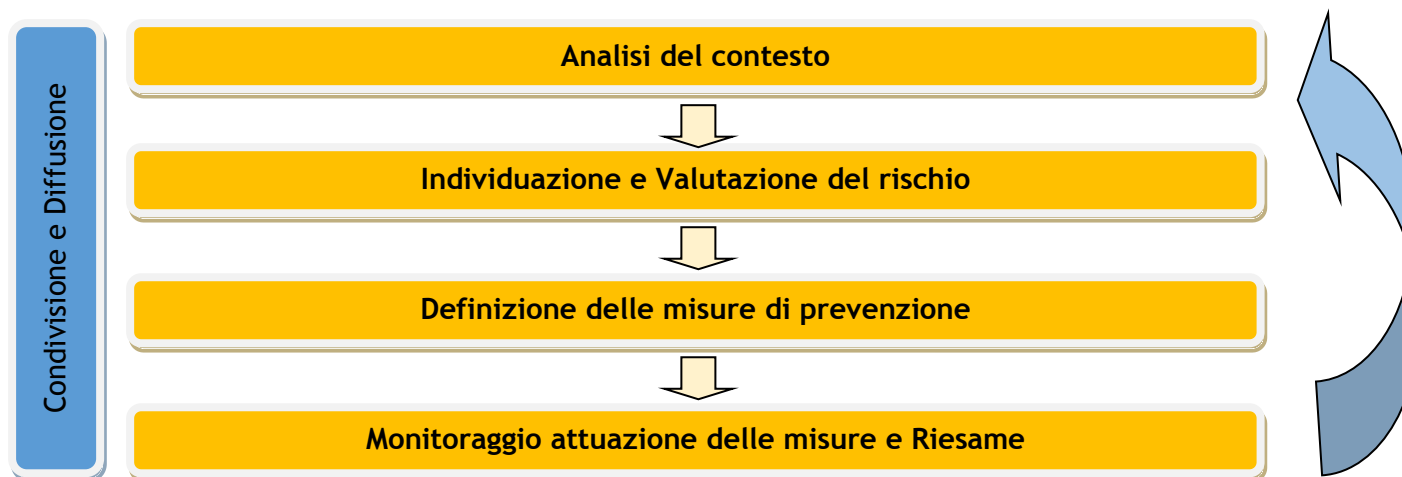 Condivisione e Diffusione
Analisi del contesto
Individuazione e Valutazione del rischio
Definizione delle misure di prevenzione
Monitoraggio attuazione delle misure e Riesame